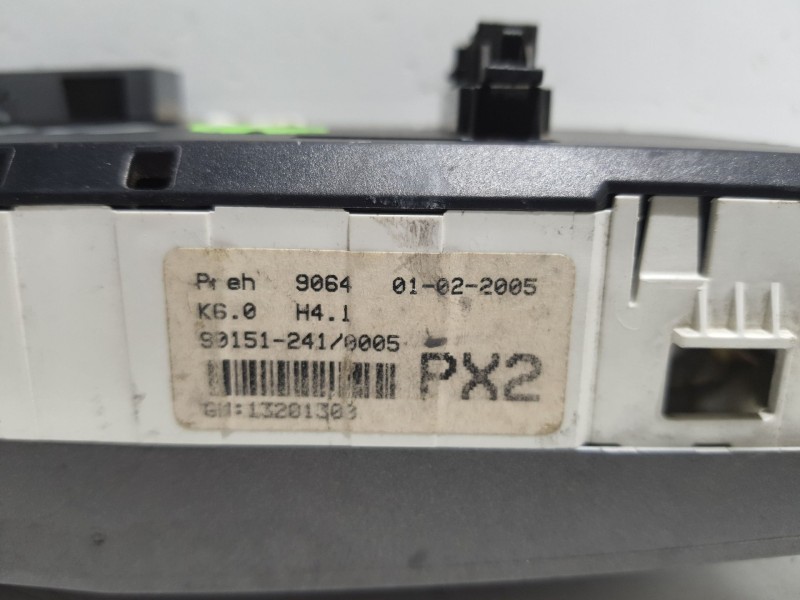 Preh 9064 01-02-2005
K6.0 H4.1
90151-241/0005
PX2
GM:13201303